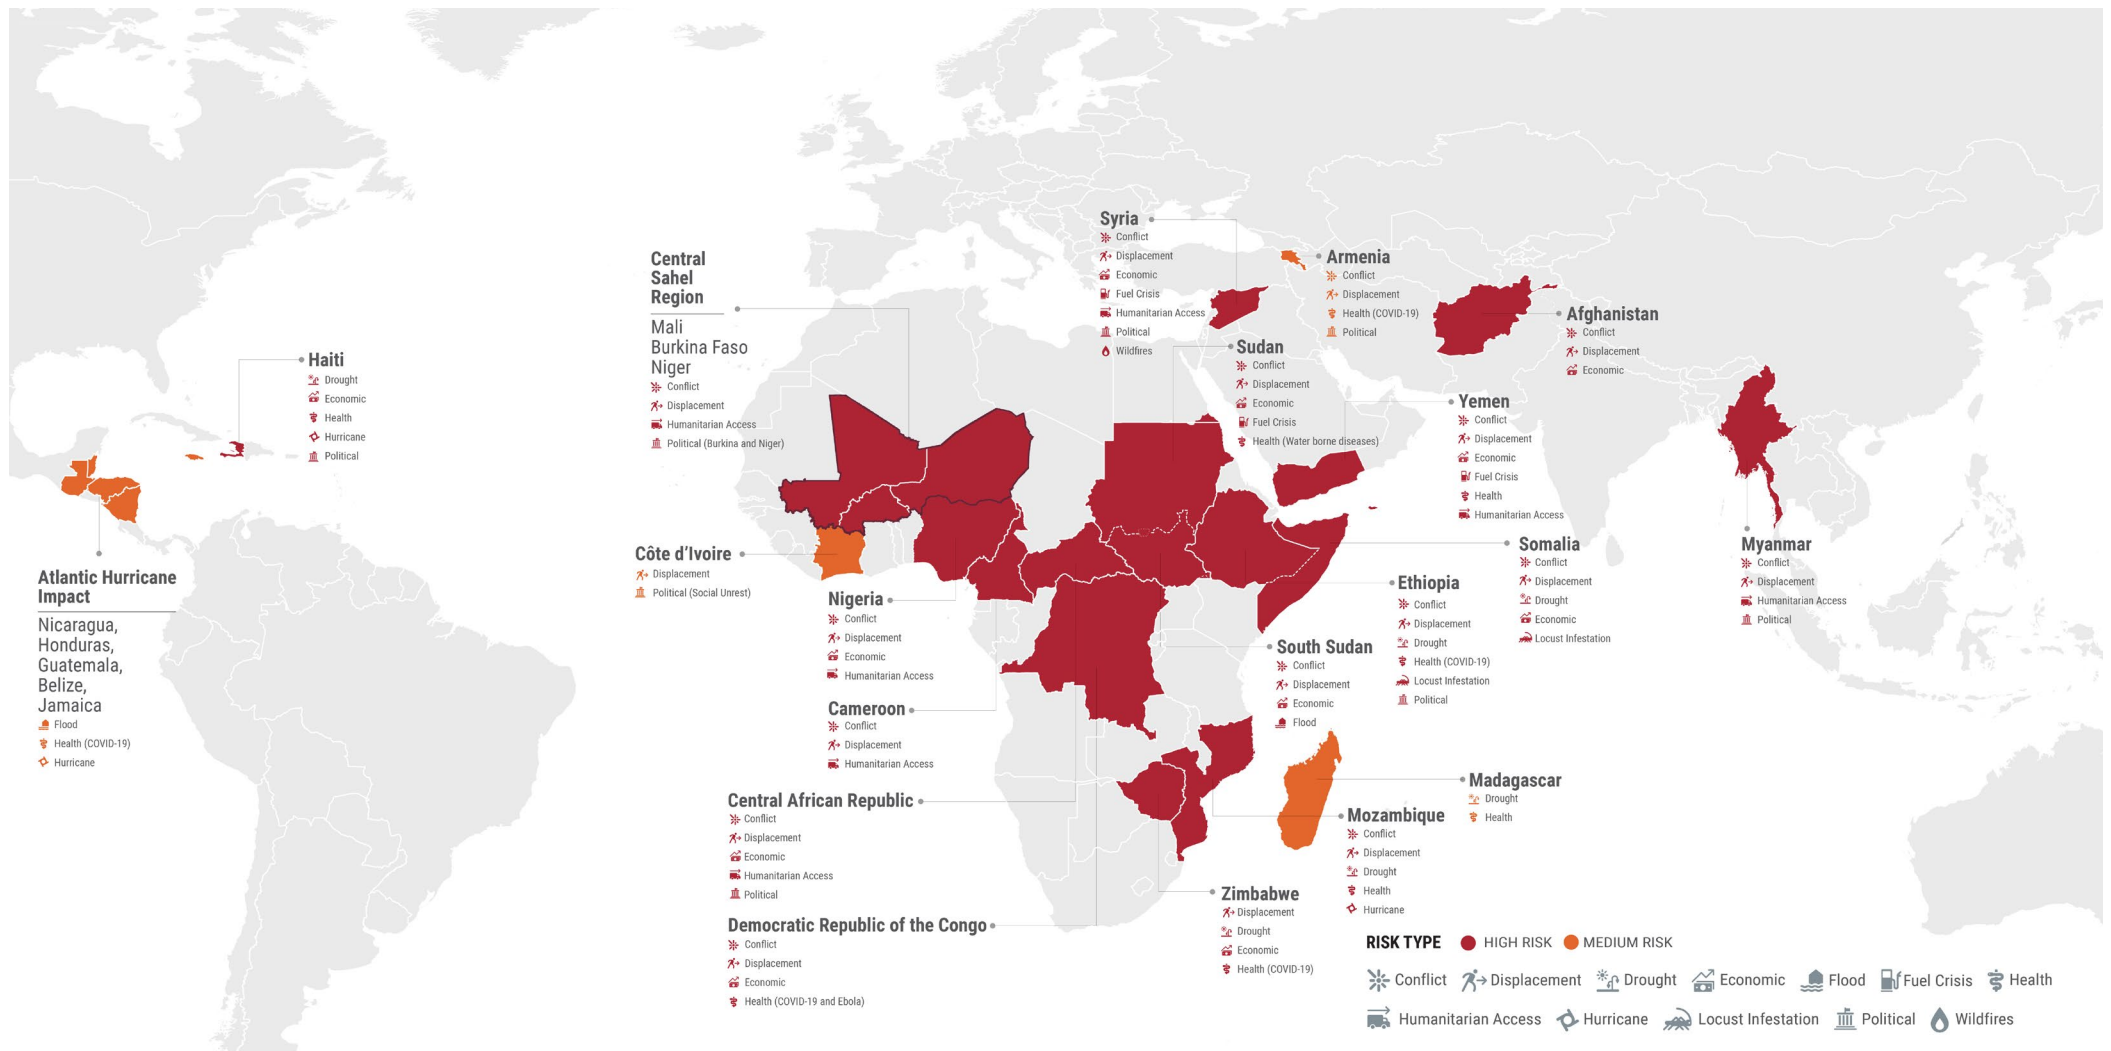 Syria
Conflict
Displacement
Economic
Fuel Crisis
Humanitarian Access
Political
Wildfires
Armenia
Conflict
Displacement
Health (COVID-19)
Political
Central
Sahel
Region
Mali
Burkina Faso
Niger
Conflict
Displacement
Humanitarian Access
Political (Burkina and Niger)
Afghanistan
Conflict
Displacement
Economic
Haiti
Drought
Economic
Health
Hurricane
Political
Sudan
Conflict
Displacement
Economic
Fuel Crisis
Health (Water borne diseases)
Yemen
Conflict
Displacement
Economic
Fuel Crisis
Health
Humanitarian Access
Somalia
Conflict
Displacement
Drought
Economic
Locust Infestation
Myanmar
Conflict
Displacement
Humanitarian Access
Political
Côte d'Ivoire
Displacement
Political (Social Unrest)
Atlantic Hurricane
Impact
Nicaragua,
Honduras,
Guatemala,
Belize,
Jamaica
Flood
Health (COVID-19)
Hurricane
Nigeria
Conflict
Displacement
Economic
Humanitarian Access
Ethiopia
Conflict
Displacement
Drought
Health (COVID-19)
Locust Infestation
Political
South Sudan
Conflict
Displacement
Economic
Flood
Cameroon
Conflict
Displacement
Humanitarian Access
Madagascar
Drought
Health
Central African Republic
Conflict
Displacement
Economic
Humanitarian Access
Political
Mozambique
Conflict
Displacement
Drought
Health
Hurricane
Zimbabwe
Displacement
Drought
Economic
Health (COVID-19)
Democratic Republic of the Congo
Conflict
Displacement
Economic
Health (COVID-19 and Ebola)
RISK TYPE HIGH RISK MEDIUM RISK
Conflict Displacement Drought Economic Flood Fuel Crisis Health
Humanitarian Access Hurricane Locust Infestation Political Wildfires